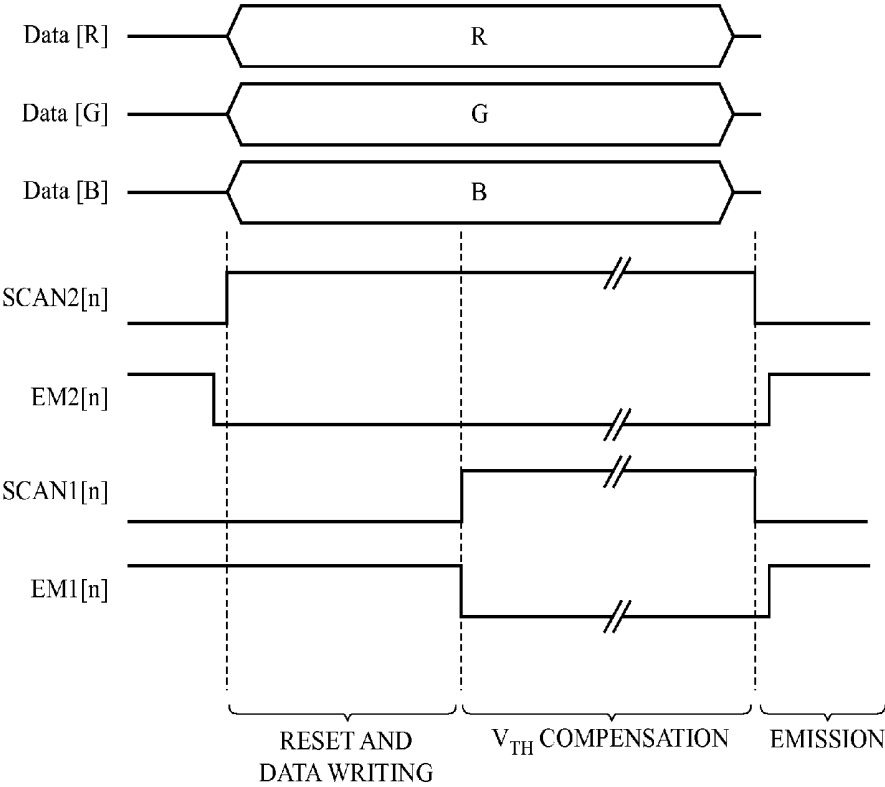 Data [R]
R
Data [G]
G
Data [B]
B
SCAN2[n]
EM2[n]
SCAN1[n]
EM1[n]
RESET AND
DATA WRITING
V_TH COMPENSATION
EMISSION